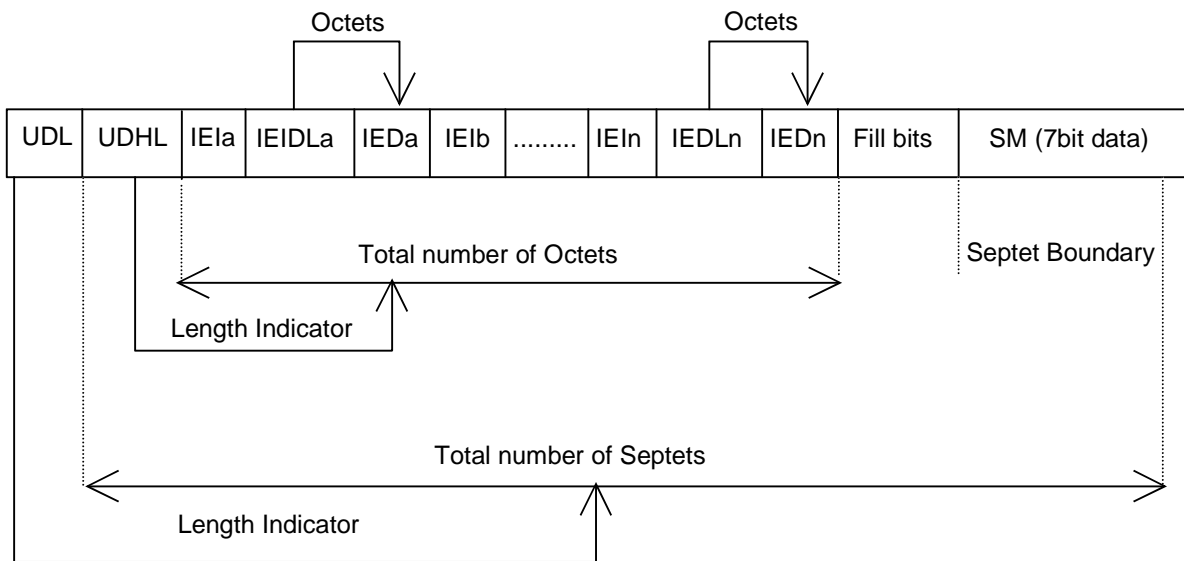 Octets Octets
UDL UDHL IEIa IEIDLa IEDa IEIb ......... IEIn IEDLn IEDn Fill bits SM (7bit data)
Total number of Octets Septet Boundary
Length Indicator
Total number of Septets
Length Indicator